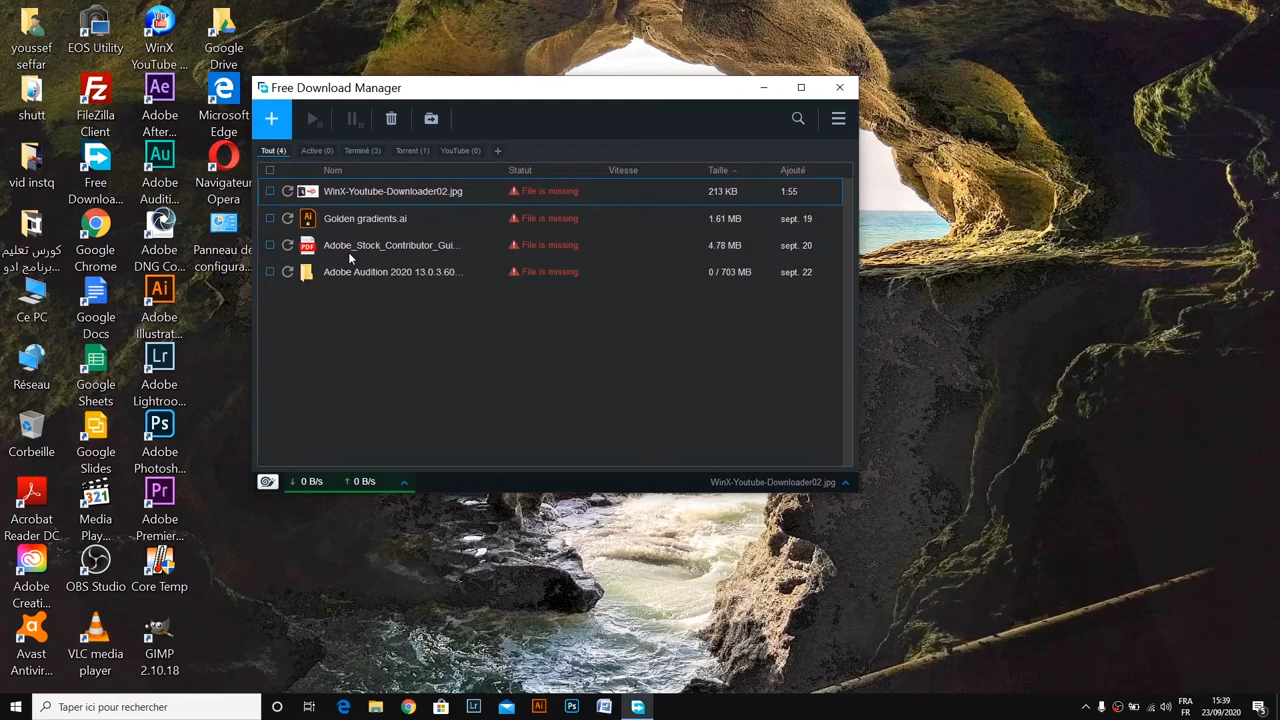 youssef
seffar
EOS Utility
WinX
YouTube ...
Google
Drive
shutt
FileZilla
Client
Adobe
After...
Microsoft
Edge
vid instq
Free
Downloa...
Adobe
Auditio...
Navigateur
Opera
كورس تعليم
برنامج ادو...
Google
Chrome
Adobe
DNG Co...
Panneau de
configura...
Ce PC
Google
Docs
Adobe
Illustrat...
Réseau
Google
Sheets
Adobe
Lightroo...
Corbeille
Google
Slides
Adobe
Photosh...
Acrobat
Reader DC
Media
Play...
Adobe
Premier...
Adobe
Creati...
OBS Studio
Core Temp
Avast
Antivir...
VLC media
player
GIMP
2.10.18
Free Download Manager
Tout (4)
Active (0)
Terminé (3)
Torrent (1)
YouTube (0)
Nom Statut Vitesse Taille Ajouté
WinX-Youtube-Downloader02.jpg File is missing 213 KB 1:55
Golden gradients.ai File is missing 1.61 MB sept. 19
Adobe_Stock_Contributor_Gui... File is missing 4.78 MB sept. 20
Adobe Audition 2020 13.0.3.60... File is missing 0 / 703 MB sept. 22
↓ 0 B/s ↑ 0 B/s
WinX-Youtube-Downloader02.jpg
Taper ici pour rechercher
FRA
FR
15:39
23/09/2020